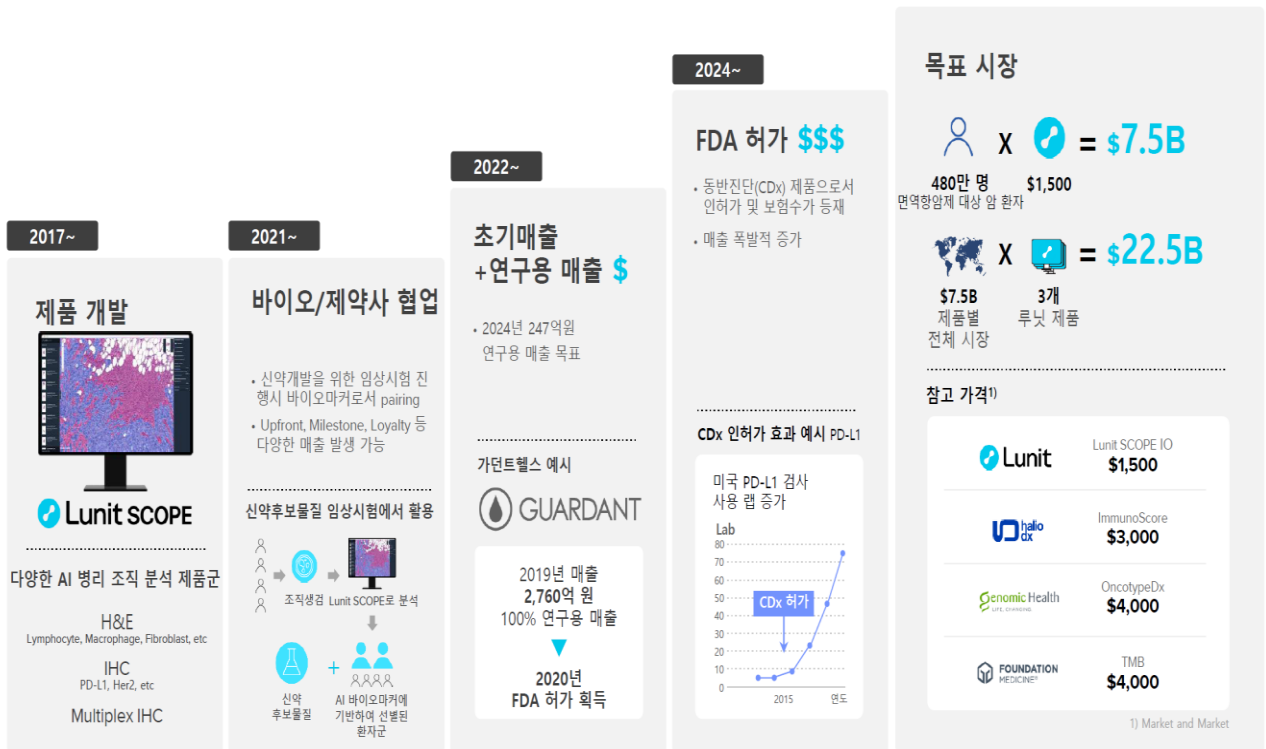 2017~
제품 개발
Lunit SCOPE
다양한 AI 병리 조직 분석 제품군
H&E
Lymphocyte, Macrophage, Fibroblast, etc
IHC
PD-L1, Her2, etc
Multiplex IHC
2021~
바이오/제약사 협업
• 신약개발을 위한 임상시험 진
행시 바이오마커로서 pairing
• Upfront, Milestone, Loyalty 등
다양한 매출 발생 가능
신약후보물질 임상시험에서 활용
조직생검 Lunit SCOPE로 분석
+
신약
후보물질
AI 바이오마커에
기반하여 선별된
환자군
2022~
초기매출
+연구용 매출 $
• 2024년 247억원
연구용 매출 목표
가던트헬스 예시
GUARDANT
2019년 매출
2,760억 원
100% 연구용 매출
2020년
FDA 허가 획득
2024~
FDA 허가 $$$
• 동반진단(CDx) 제품으로서
인허가 및 보험수가 등재
• 매출 폭발적 증가
CDx 인허가 효과 예시 PD-L1
미국 PD-L1 검사
사용 랩 증가
Lab
80
70
60
50
40
30
20
10
0
CDx 허가
2015 연도
목표 시장
X = $7.5B
480만 명 $1,500
면역항암제 대상 암 환자
X = $22.5B
$7.5B 3개
제품별 루닛 제품
전체 시장
참고 가격1)
Lunit
Lunit SCOPE IO
$1,500
halio
dx
ImmunoScore
$3,000
Genomic Health
LIFE, CHANGING
OncotypeDx
$4,000
FOUNDATION
MEDICINE®
TMB
$4,000
1) Market and Market